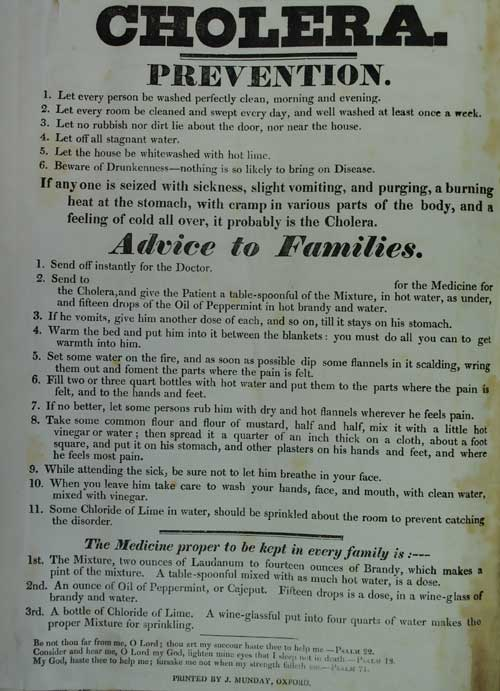 CHOLERA.
PREVENTION.
1. Let every person be washed perfectly clean, morning and evening.
2. Let every room be cleaned and swept every day, and well washed at least once a week.
3. Let no rubbish nor dirt lie about the door, nor near the house.
4. Let off all stagnant water.
5. Let the house be whitewashed with hot lime.
6. Beware of Drunkenness—nothing is so likely to bring on Disease.
If any one is seized with sickness, slight vomiting, and purging, a burning
heat at the stomach, with cramp in various parts of the body, and a
feeling of cold all over, it probably is the Cholera.
Advice to Families.
1. Send off instantly for the Doctor.
2. Send to for the Medicine for
the Cholera, and give the Patient a table-spoonful of the Mixture, in hot water, as under,
and fifteen drops of the Oil of Peppermint in hot brandy and water.
3. If he vomits, give him another dose of each, and so on, till it stays on his stomach.
4. Warm the bed and put him into it between the blankets: you must do all you can to get
warmth into him.
5. Set some water on the fire, and as soon as possible dip some flannels in it scalding, wring
them out and foment the parts where the pain is felt.
6. Fill two or three quart bottles with hot water and put them to the parts where the pain is
felt, and to the hands and feet.
7. If no better, let some persons rub him with dry and hot flannels wherever he feels pain.
8. Take some common flour and flour of mustard, half and half, mix it with a little hot
vinegar or water; then spread it a quarter of an inch thick on a cloth, about a foot
square, and put it on his stomach, and other plasters on his hands and feet, and where
he feels most pain.
9. While attending the sick, be sure not to let him breathe in your face.
10. When you leave him take care to wash your hands, face, and mouth, with clean water,
mixed with vinegar.
11. Some Chloride of Lime in water, should be sprinkled about the room to prevent catching
the disorder.
The Medicine proper to be kept in every family is:---
1st. The Mixture, two ounces of Laudanum to fourteen ounces of Brandy, which makes a
pint of the mixture. A table-spoonful mixed with as much hot water, is a dose.
2nd. An ounce of Oil of Peppermint, or Cajeput. Fifteen drops is a dose, in a wine-glass of
brandy and water.
3rd. A bottle of Chloride of Lime. A wine-glassful put into four quarts of water makes the
proper Mixture for sprinkling.
Be not thou far from me, O Lord; thou art my succour haste thee to help me—PSALM 22.
Consider and hear me, O Lord my God, lighten mine eyes that I sleep not in death—PSALM 13.
My God, haste thee to help me; forsake me not when my strength faileth me—PSALM 71.
PRINTED BY J. MUNDAY, OXFORD.